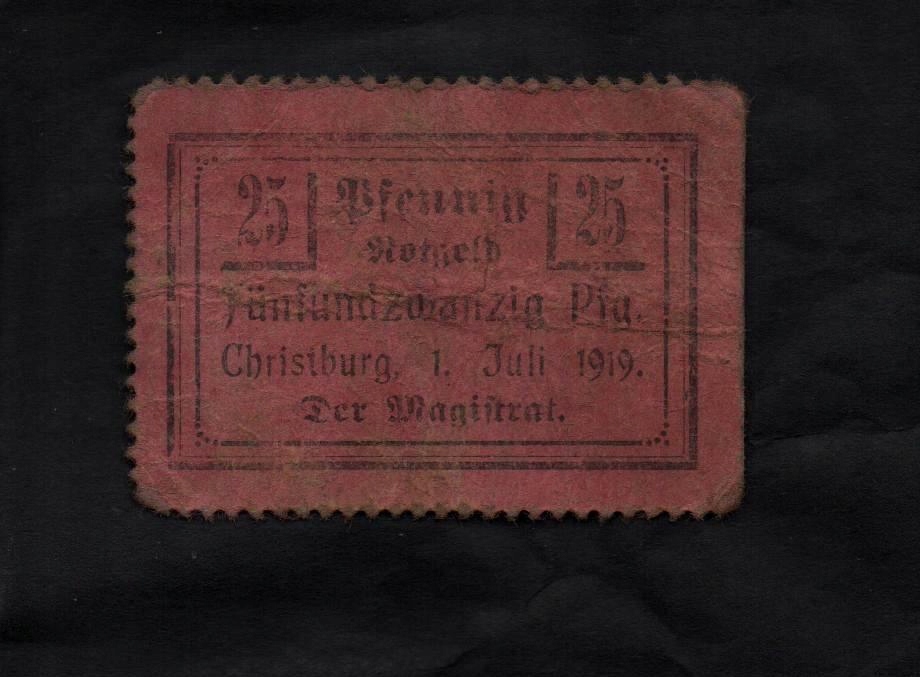 25 Pfennig 25
Notgeld
Fünfundzwanzig Pfg.
Christburg, 1. Juli 1919.
Der Magistrat.